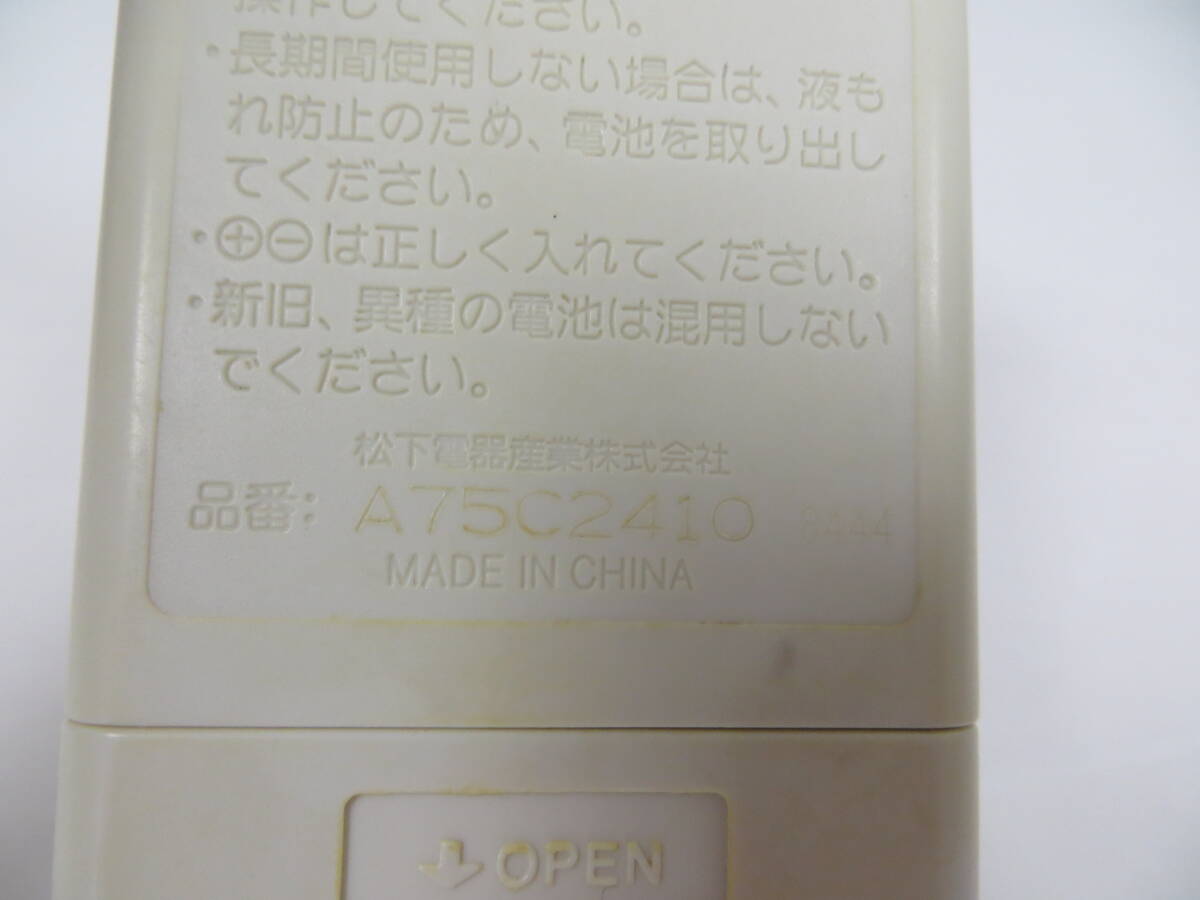 操作してください。
・長期間使用しない場合は、液も
れ防止のため、電池を取り出し
てください。
・⊕⊖は正しく入れてください。
・新旧、異種の電池は混用しない
でください。
松下電器産業株式会社
品番: A75C2410 8444
MADE IN CHINA
OPEN